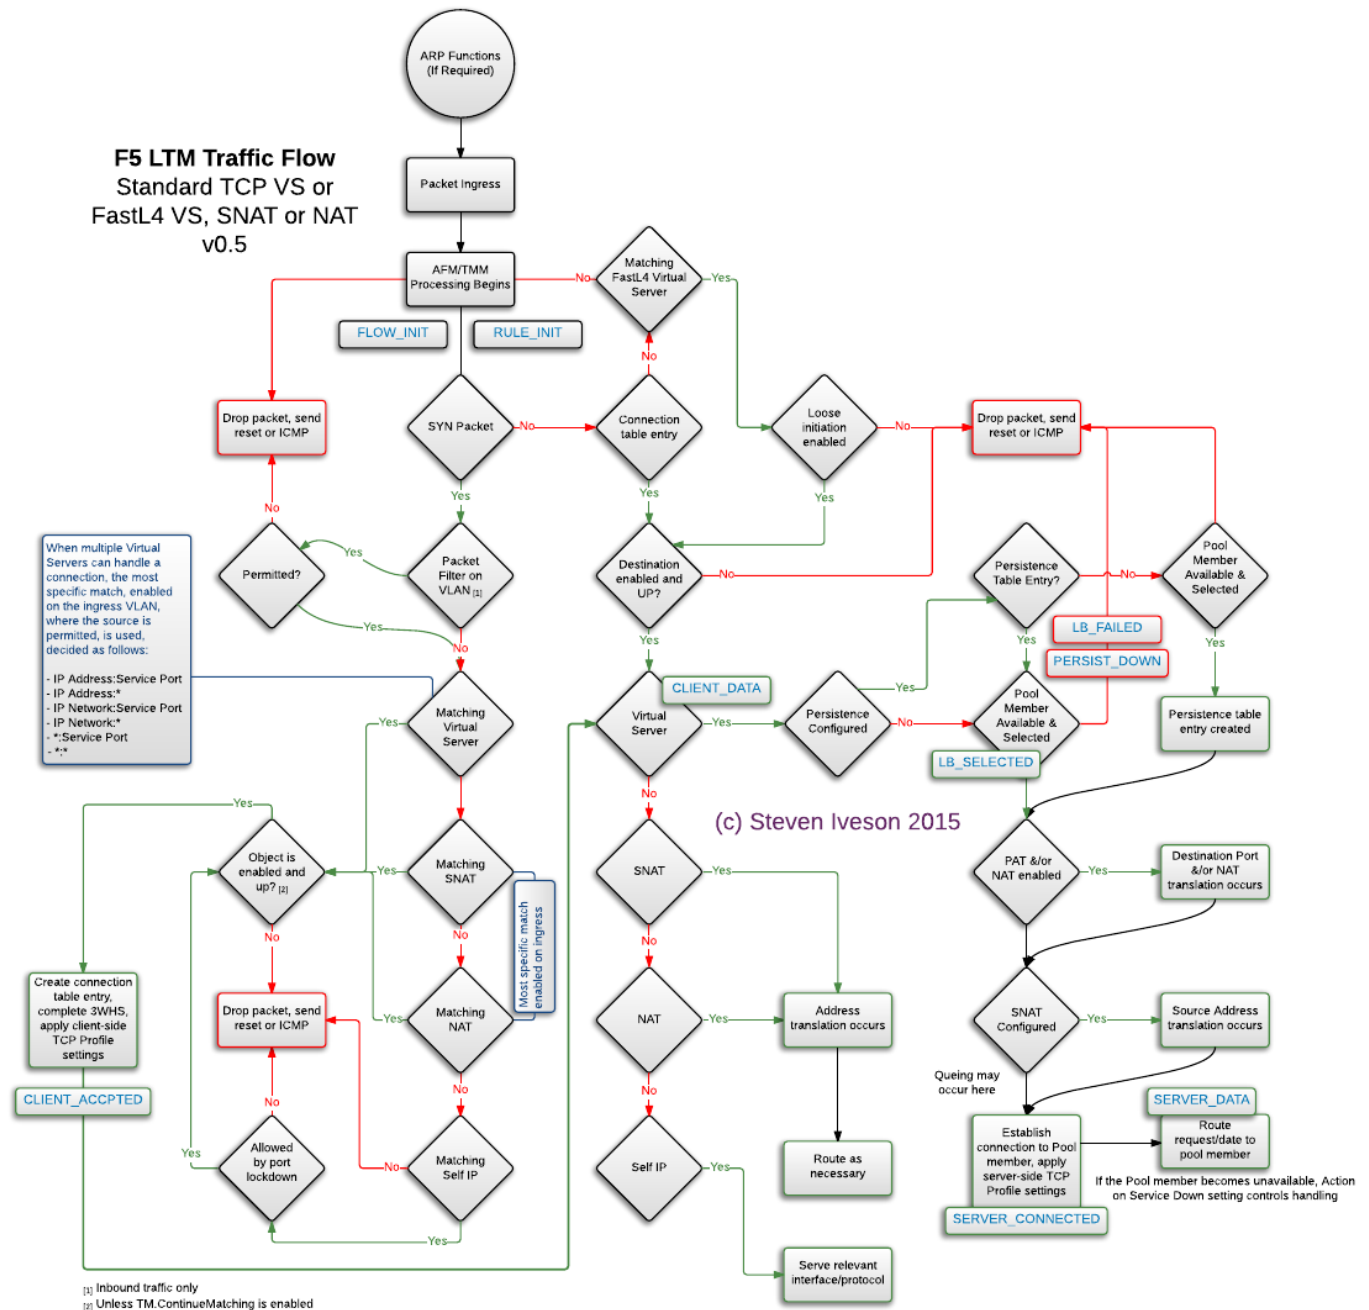 ARP Functions
(If Required)
F5 LTM Traffic Flow
Standard TCP VS or
FastL4 VS, SNAT or NAT
v0.5
Packet Ingress
AFM/TMM
Processing Begins
No
Matching
FastL4 Virtual
Server
Yes
FLOW_INIT
RULE_INIT
No
Drop packet, send
reset or ICMP
SYN Packet
No
Connection
table entry
Loose
initiation
enabled
No
Drop packet, send
reset or ICMP
Yes
Yes
Yes
No
When multiple Virtual
Servers can handle a
connection, the most
specific match, enabled
on the ingress VLAN,
where the source is
permitted, is used,
decided as follows:
- IP Address:Service Port
- IP Address:*
- IP Network:Service Port
- IP Network:*
- *:Service Port
- *:*
Permitted?
Yes
Packet
Filter on
VLAN [1]
Destination
enabled and
UP?
No
Persistence
Table Entry?
No
Pool
Member
Available &
Selected
Yes
No
Yes
Yes
LB_FAILED
Yes
PERSIST_DOWN
CLIENT_DATA
Yes
Yes
Matching
Virtual
Server
Virtual
Server
Yes
Persistence
Configured
No
Pool
Member
Available &
Selected
Persistence table
entry created
LB_SELECTED
No
(c) Steven Iveson 2015
Yes
Object is
enabled and
up? [2]
Yes
Matching
SNAT
SNAT
Yes
PAT &/or
NAT enabled
Yes
Destination Port
&/or NAT
translation occurs
Most specific match
enabled on ingress
No
No
No
Create connection
table entry,
complete 3WHS,
apply client-side
TCP Profile
settings
Drop packet, send
reset or ICMP
Yes
Matching
NAT
NAT
Yes
Address
translation occurs
SNAT
Configured
Yes
Source Address
translation occurs
CLIENT_ACCPTED
No
No
No
Queing may
occur here
SERVER_DATA
Yes
Allowed
by port
lockdown
No
Matching
Self IP
Self IP
Yes
Route as
necessary
Establish
connection to Pool
member, apply
server-side TCP
Profile settings
Route
request/date to
pool member
If the Pool member becomes unavailable, Action
on Service Down setting controls handling
SERVER_CONNECTED
Yes
Serve relevant
interface/protocol
[1] Inbound traffic only
[2] Unless TM.ContinueMatching is enabled